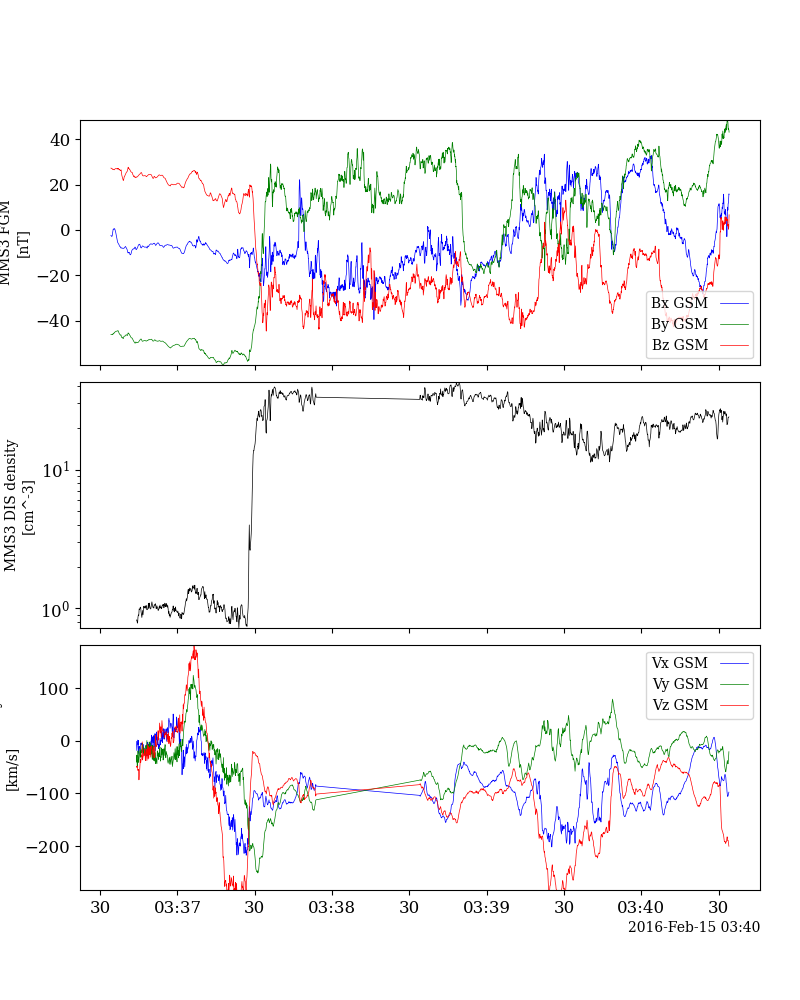 40
20
0
−20
−40
MMS3 FGM
[nT]
Bx GSM
By GSM
Bz GSM
10^1
10^0
MMS3 DIS density
[cm^-3]
100
0
−100
−200
[km/s]
Vx GSM
Vy GSM
Vz GSM
30 03:37 30 03:38 30 03:39 30 03:40 30
2016-Feb-15 03:40